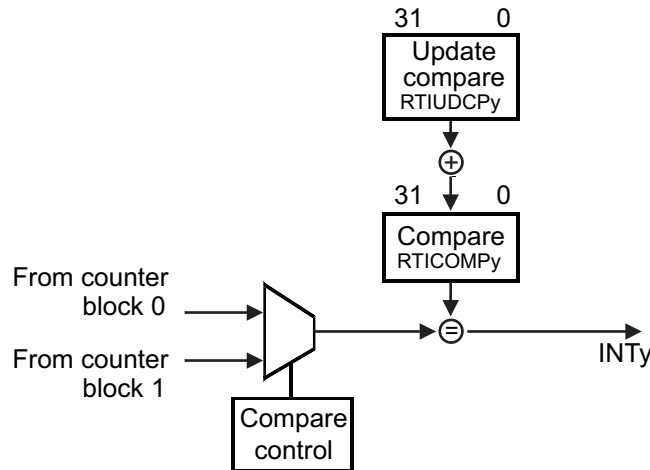 31 0
Update
compare
RTIUDCPy
+
31 0
Compare
RTICOMPy
From counter
block 0
=
INTy
From counter
block 1
Compare
control